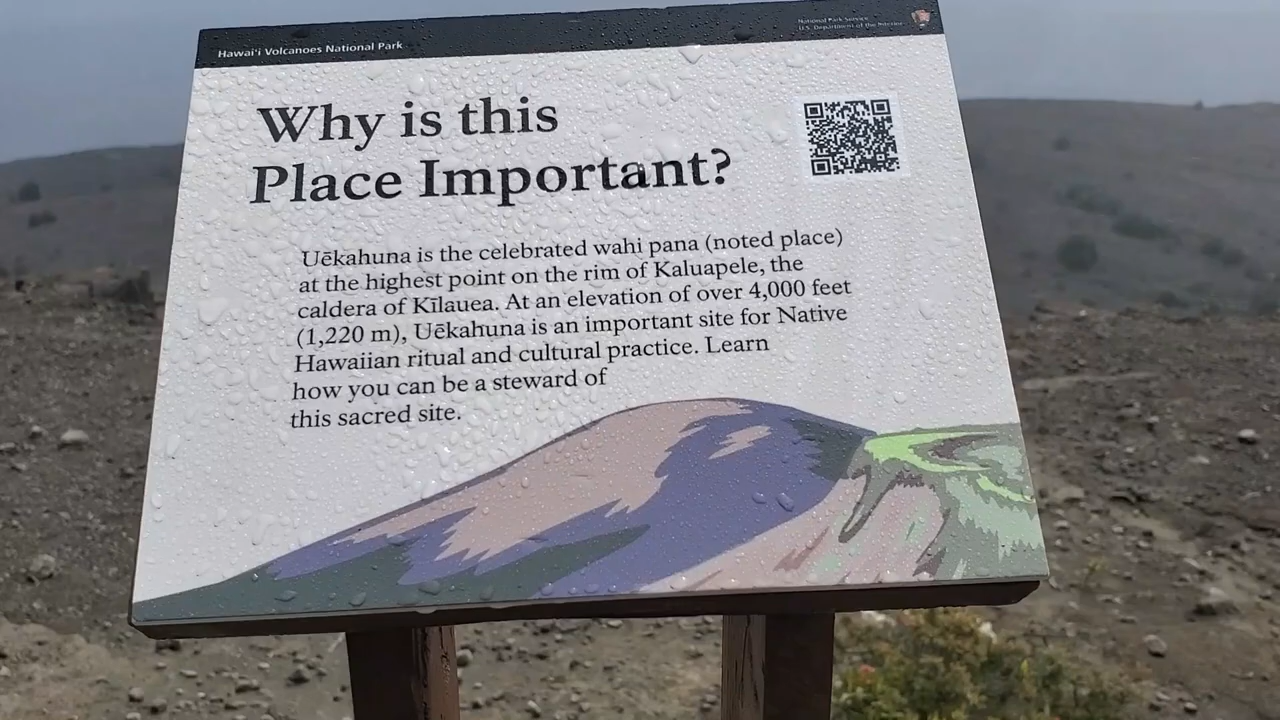 Hawai'i Volcanoes National Park
National Park Service
U.S. Department of the Interior
Why is this
Place Important?
Uēkahuna is the celebrated wahi pana (noted place)
at the highest point on the rim of Kaluapele, the
caldera of Kīlauea. At an elevation of over 4,000 feet
(1,220 m), Uēkahuna is an important site for Native
Hawaiian ritual and cultural practice. Learn
how you can be a steward of
this sacred site.